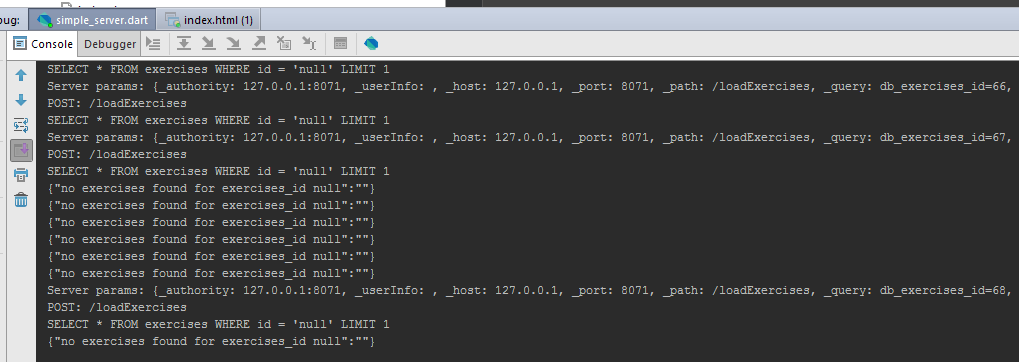 bug: simple_server.dart index.html (1)
Console Debugger
SELECT * FROM exercises WHERE id = 'null' LIMIT 1
Server params: {_authority: 127.0.0.1:8071, _userInfo: , _host: 127.0.0.1, _port: 8071, _path: /loadExercises, _query: db_exercises_id=66,
POST: /loadExercises
SELECT * FROM exercises WHERE id = 'null' LIMIT 1
Server params: {_authority: 127.0.0.1:8071, _userInfo: , _host: 127.0.0.1, _port: 8071, _path: /loadExercises, _query: db_exercises_id=67,
POST: /loadExercises
SELECT * FROM exercises WHERE id = 'null' LIMIT 1
{"no exercises found for exercises_id null":""}
{"no exercises found for exercises_id null":""}
{"no exercises found for exercises_id null":""}
{"no exercises found for exercises_id null":""}
{"no exercises found for exercises_id null":""}
{"no exercises found for exercises_id null":""}
Server params: {_authority: 127.0.0.1:8071, _userInfo: , _host: 127.0.0.1, _port: 8071, _path: /loadExercises, _query: db_exercises_id=68,
POST: /loadExercises
SELECT * FROM exercises WHERE id = 'null' LIMIT 1
{"no exercises found for exercises_id null":""}